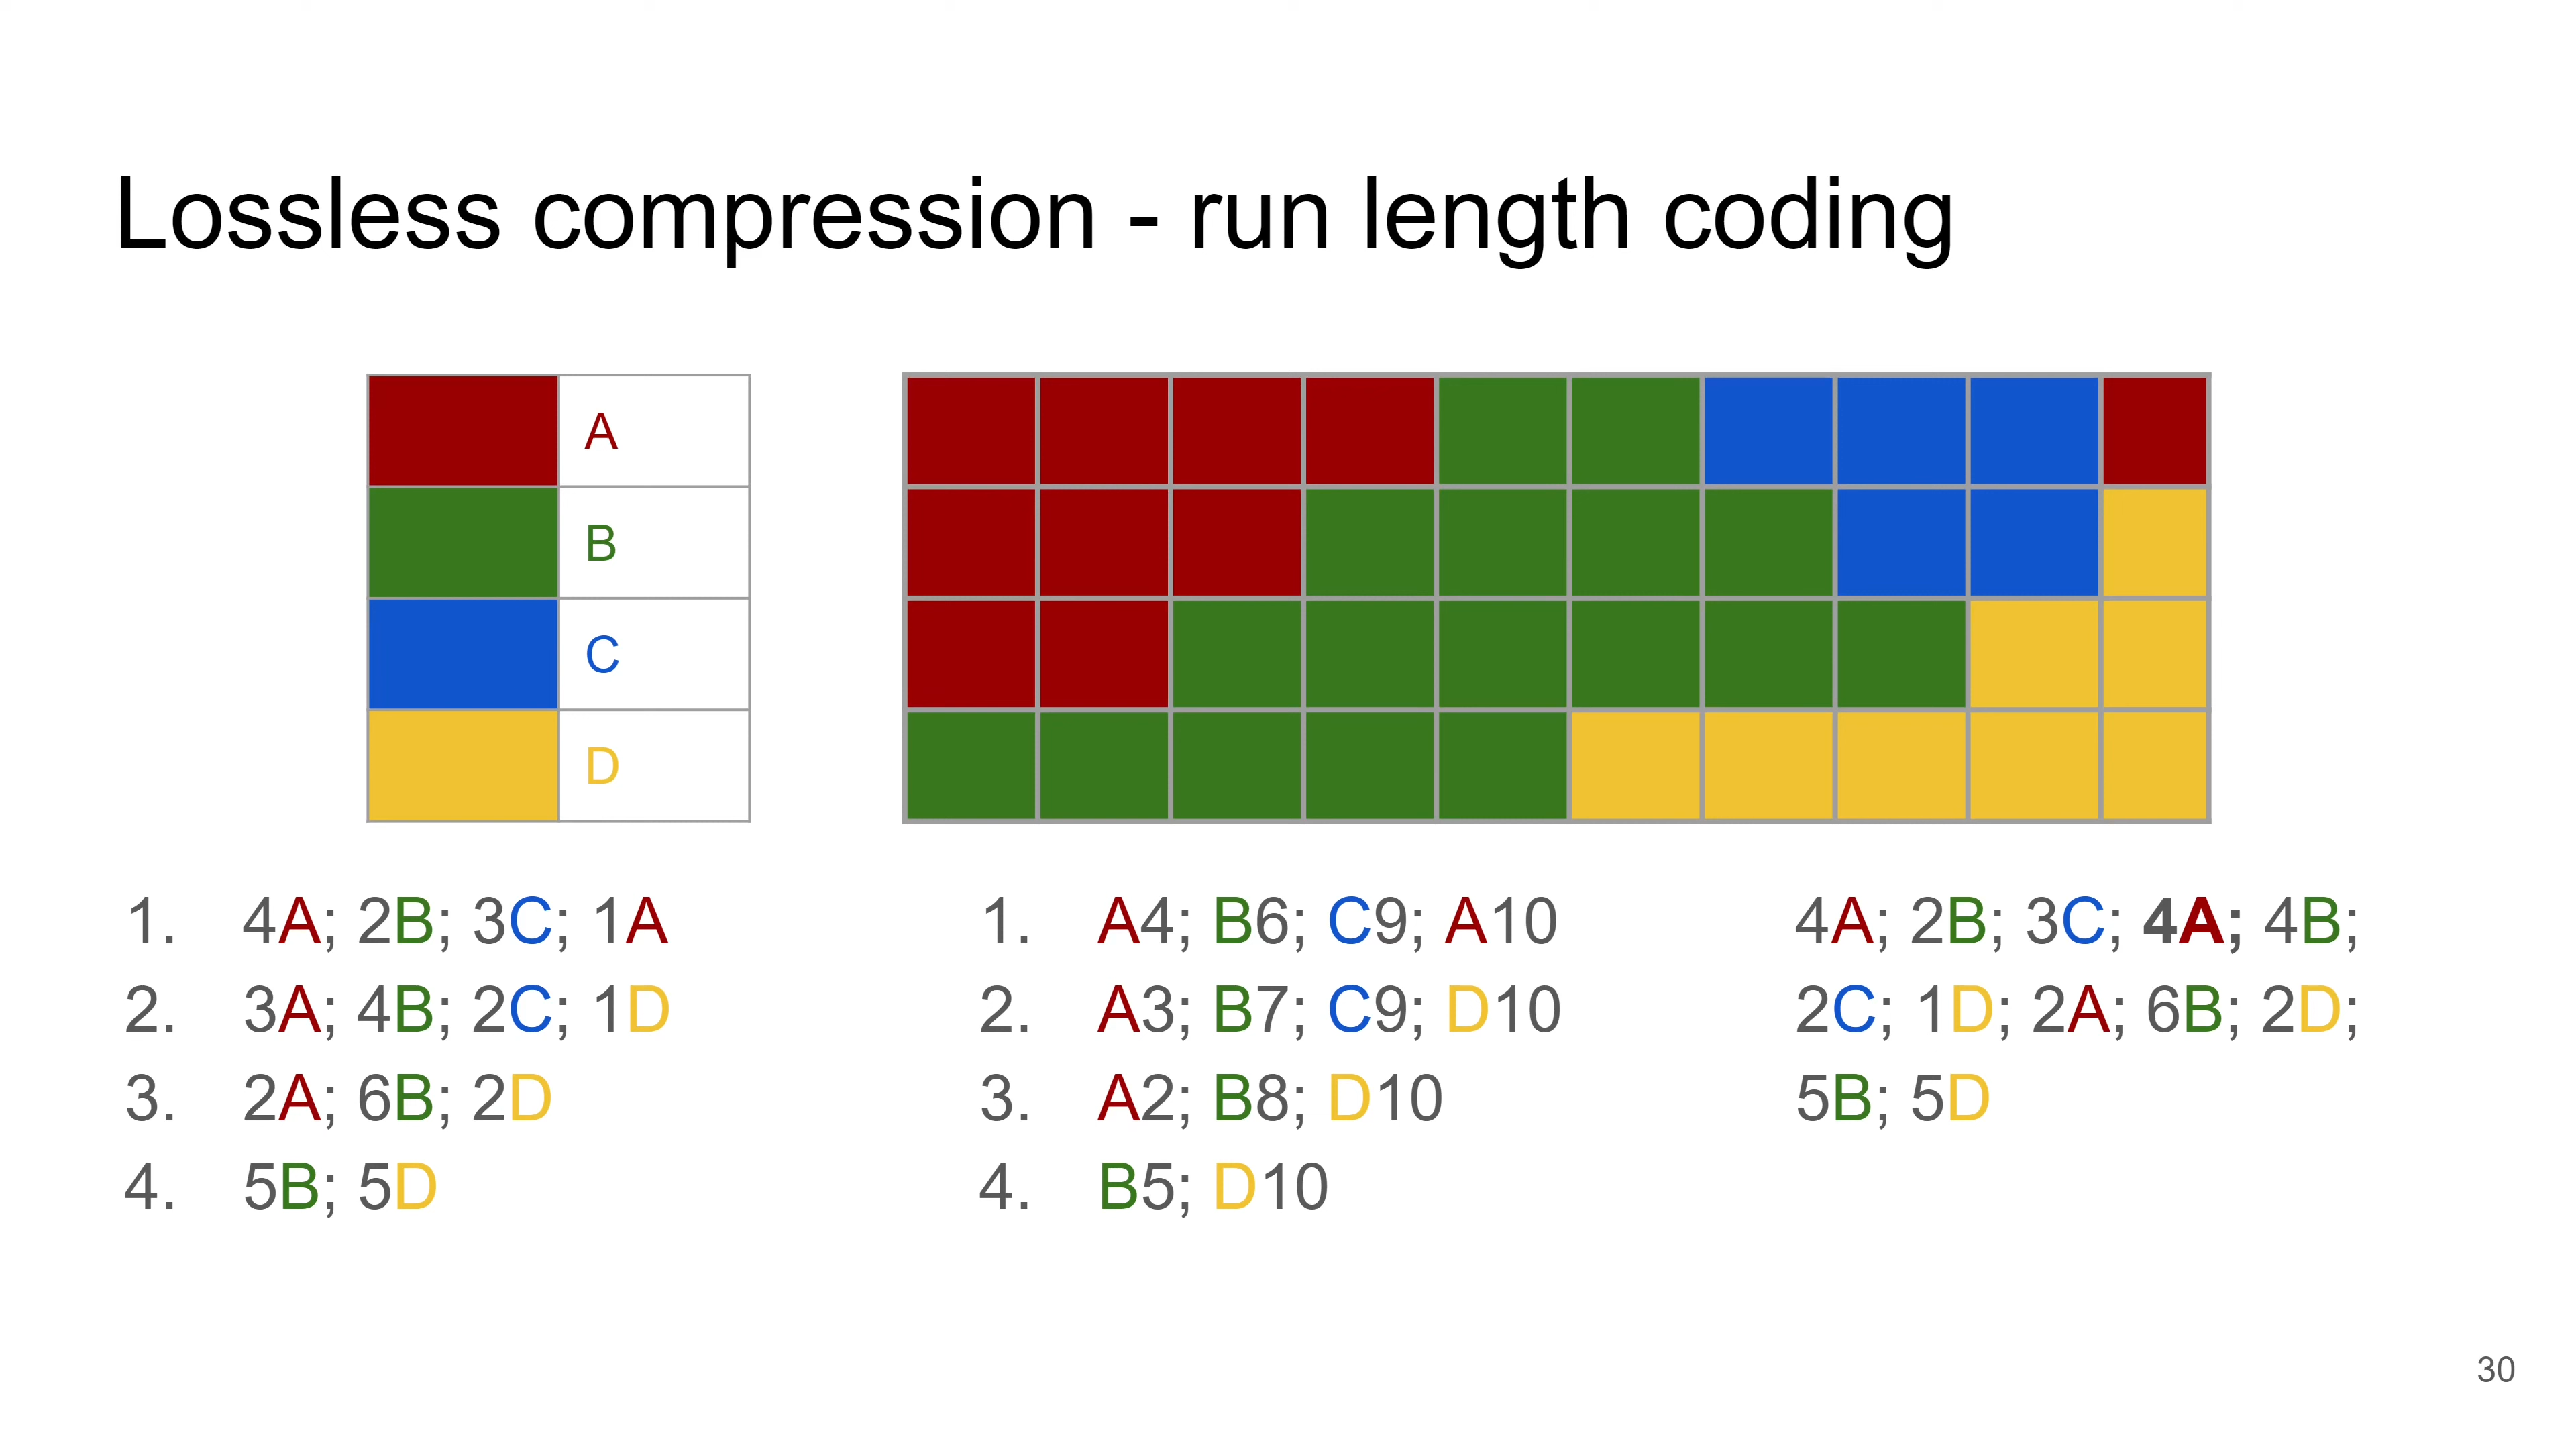 Lossless compression - run length coding
A
B
C
D
1. 4A; 2B; 3C; 1A
2. 3A; 4B; 2C; 1D
3. 2A; 6B; 2D
4. 5B; 5D
1. A4; B6; C9; A10
2. A3; B7; C9; D10
3. A2; B8; D10
4. B5; D10
4A; 2B; 3C; 4A; 4B;
2C; 1D; 2A; 6B; 2D;
5B; 5D
30